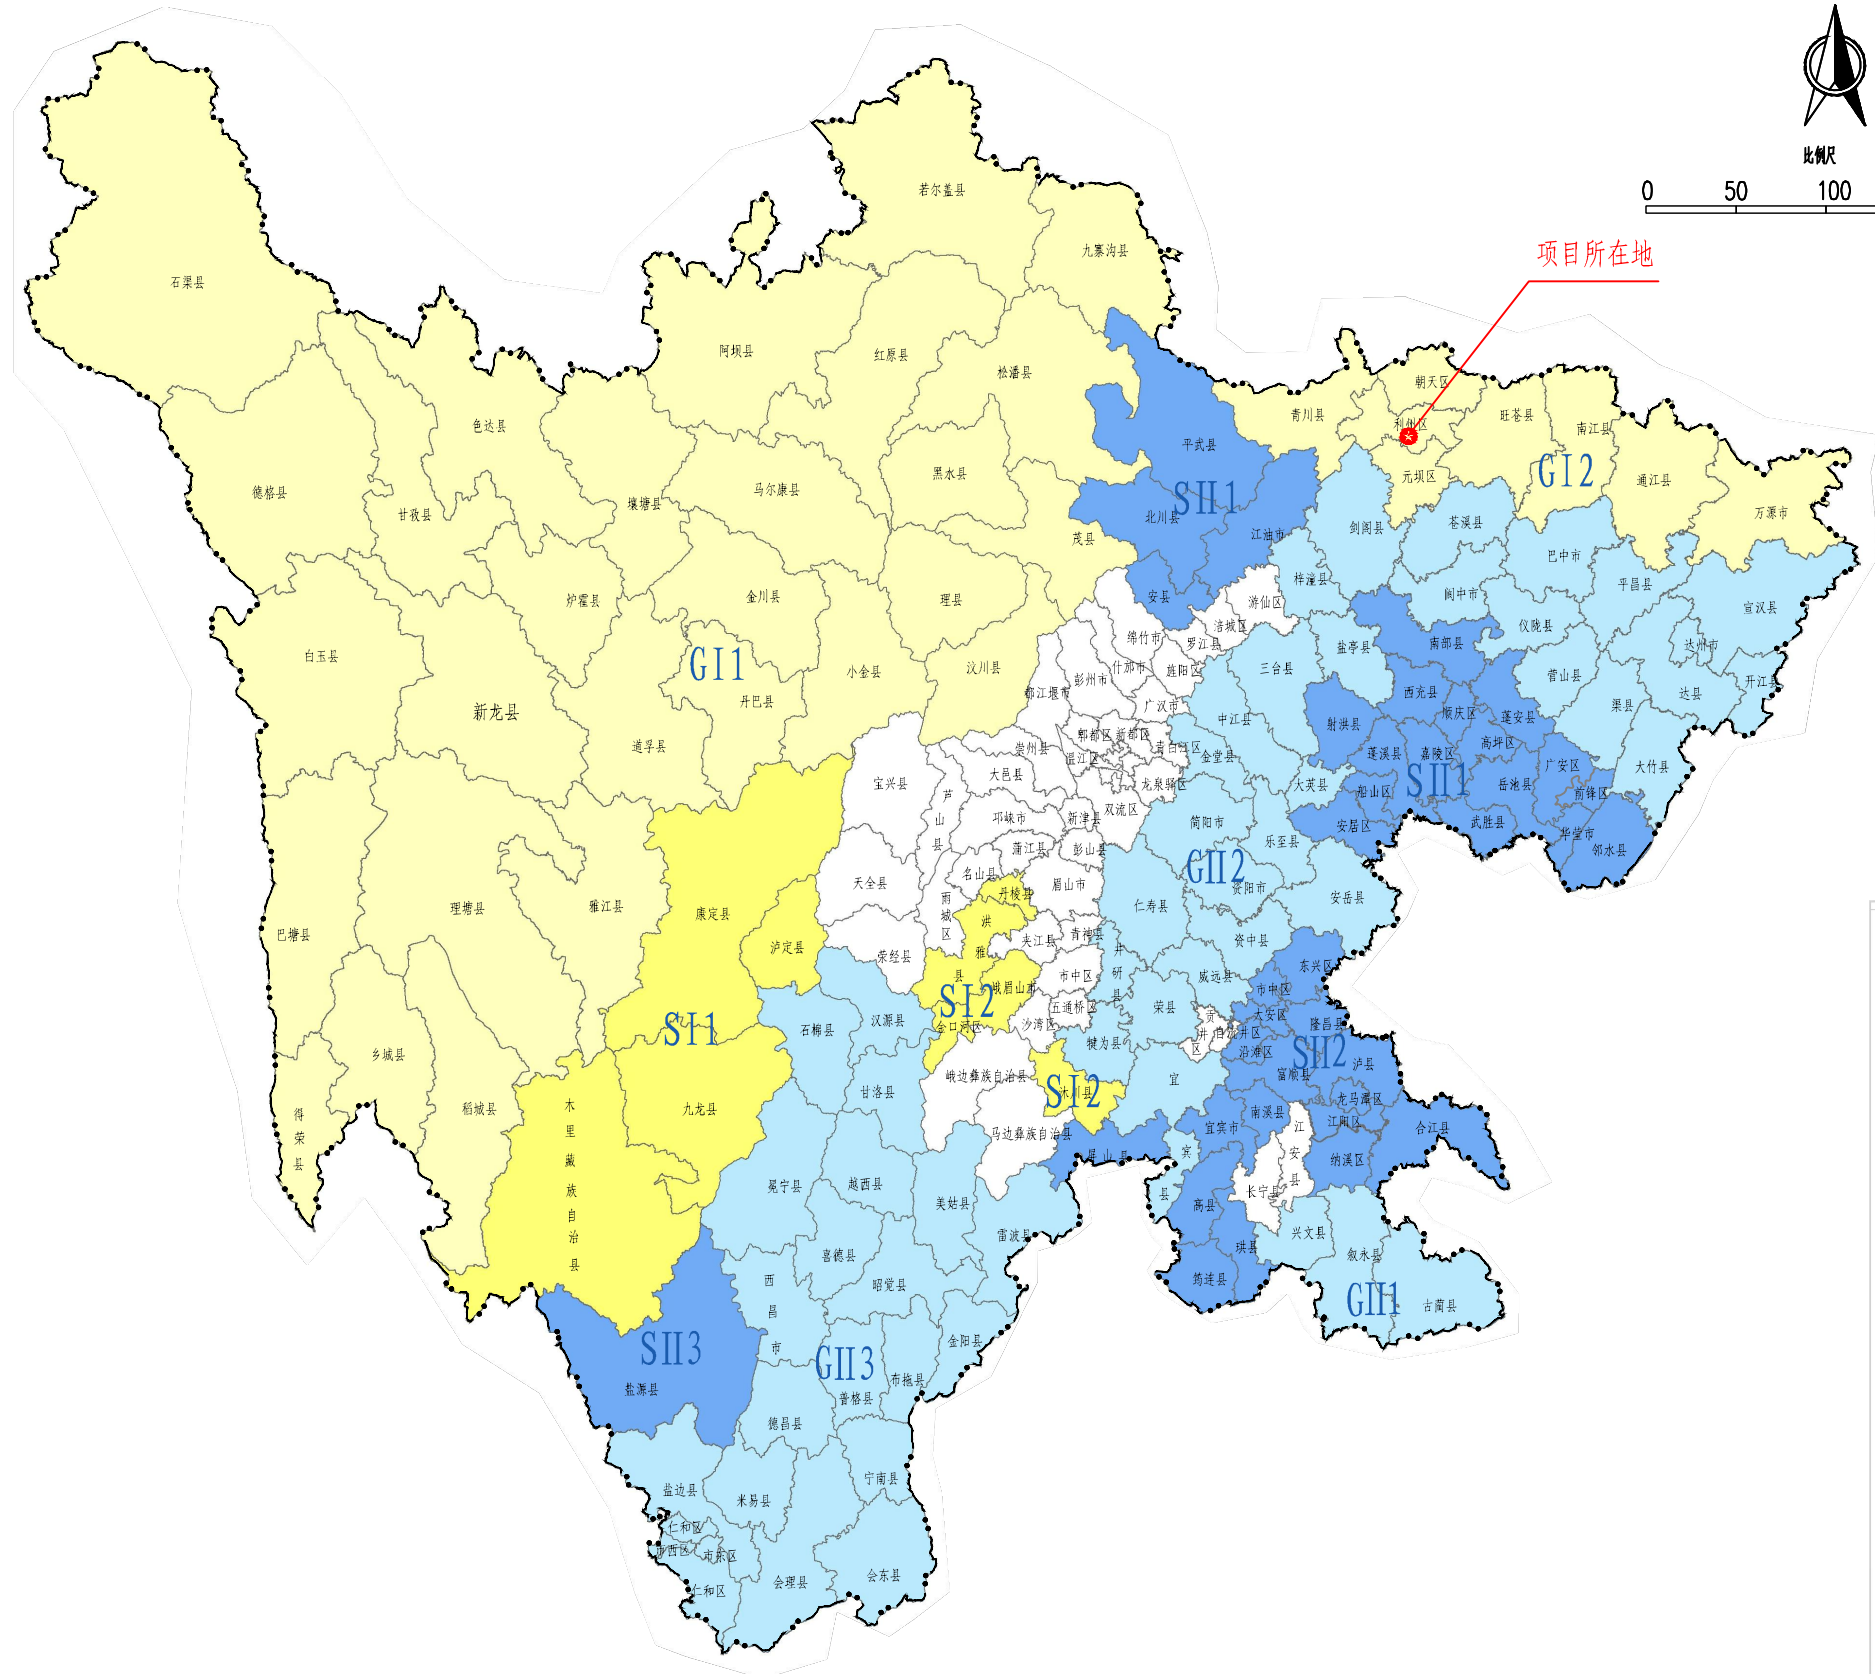 比例尺
0 50 100
项目所在地
若尔盖县
九寨沟县
石渠县
阿坝县
红原县
松潘县
朝天区
青川县
利州区
旺苍县
南江县
色达县
平武县
黑水县
马尔康县
元坝区
GⅠ2
通江县
德格县
甘孜县
壤塘县
SⅡ1
北川县
江油市
剑阁县
苍溪县
万源市
茂县
巴中市
梓潼县
阆中市
平昌县
炉霍县
金川县
理县
安县
游仙区
宣汉县
涪城区
仪陇县
绵竹市
罗江县
盐亭县
南部县
达州市
白玉县
GⅠ1
小金县
汶川县
什邡市
旌阳区
三台县
彭州市
都江堰市
西充县
营山县
达县
开江县
新龙县
丹巴县
广汉市
中江县
射洪县
顺庆区
蓬安县
渠县
道孚县
崇州县
郫都区
新都区
青白江区
金堂县
蓬溪县
嘉陵区
高坪区
温江区
广安区
大竹县
宝兴县
大邑县
龙泉驿区
大英县
船山区
SⅡ1
岳池县
前锋区
芦
山
县
邛崃市
新津县
双流区
简阳市
安居区
武胜县
华蓥市
蒲江县
彭山县
乐至县
邻水县
天全县
名山县
眉山市
GⅡ2
资阳市
丹棱县
安岳县
理塘县
雅江县
康定县
雨
城
区
仁寿县
洪
雅
县
巴塘县
泸定县
夹江县
青神县
资中县
荥经县
井
研
县
市中区
威远县
东兴区
市中区
峨眉山市
SⅠ2
五通桥区
荣县
大安区
石棉县
汉源县
金口河区
沙湾区
贡
井
区
自流井区
隆昌县
SⅠ1
犍为县
沿滩区
SⅡ2
乡城县
泸县
峨边彝族自治县
宜
富顺县
甘洛县
SⅠ2
沐川县
龙马潭区
稻城县
木
里
藏
族
自
治
县
九龙县
得
荣
县
南溪县
江阳区
马边彝族自治县
宜宾市
江
安
县
合江县
屏山县
宾
县
纳溪区
冕宁县
越西县
美姑县
高县
长宁县
雷波县
珙县
兴文县
叙永县
喜德县
西
昌
市
昭觉县
筠连县
GⅡ1
古蔺县
SⅡ3
盐源县
GⅡ3
金阳县
布拖县
普格县
德昌县
宁南县
盐边县
米易县
仁和区
西区
市东区
仁和区
会理县
会东县